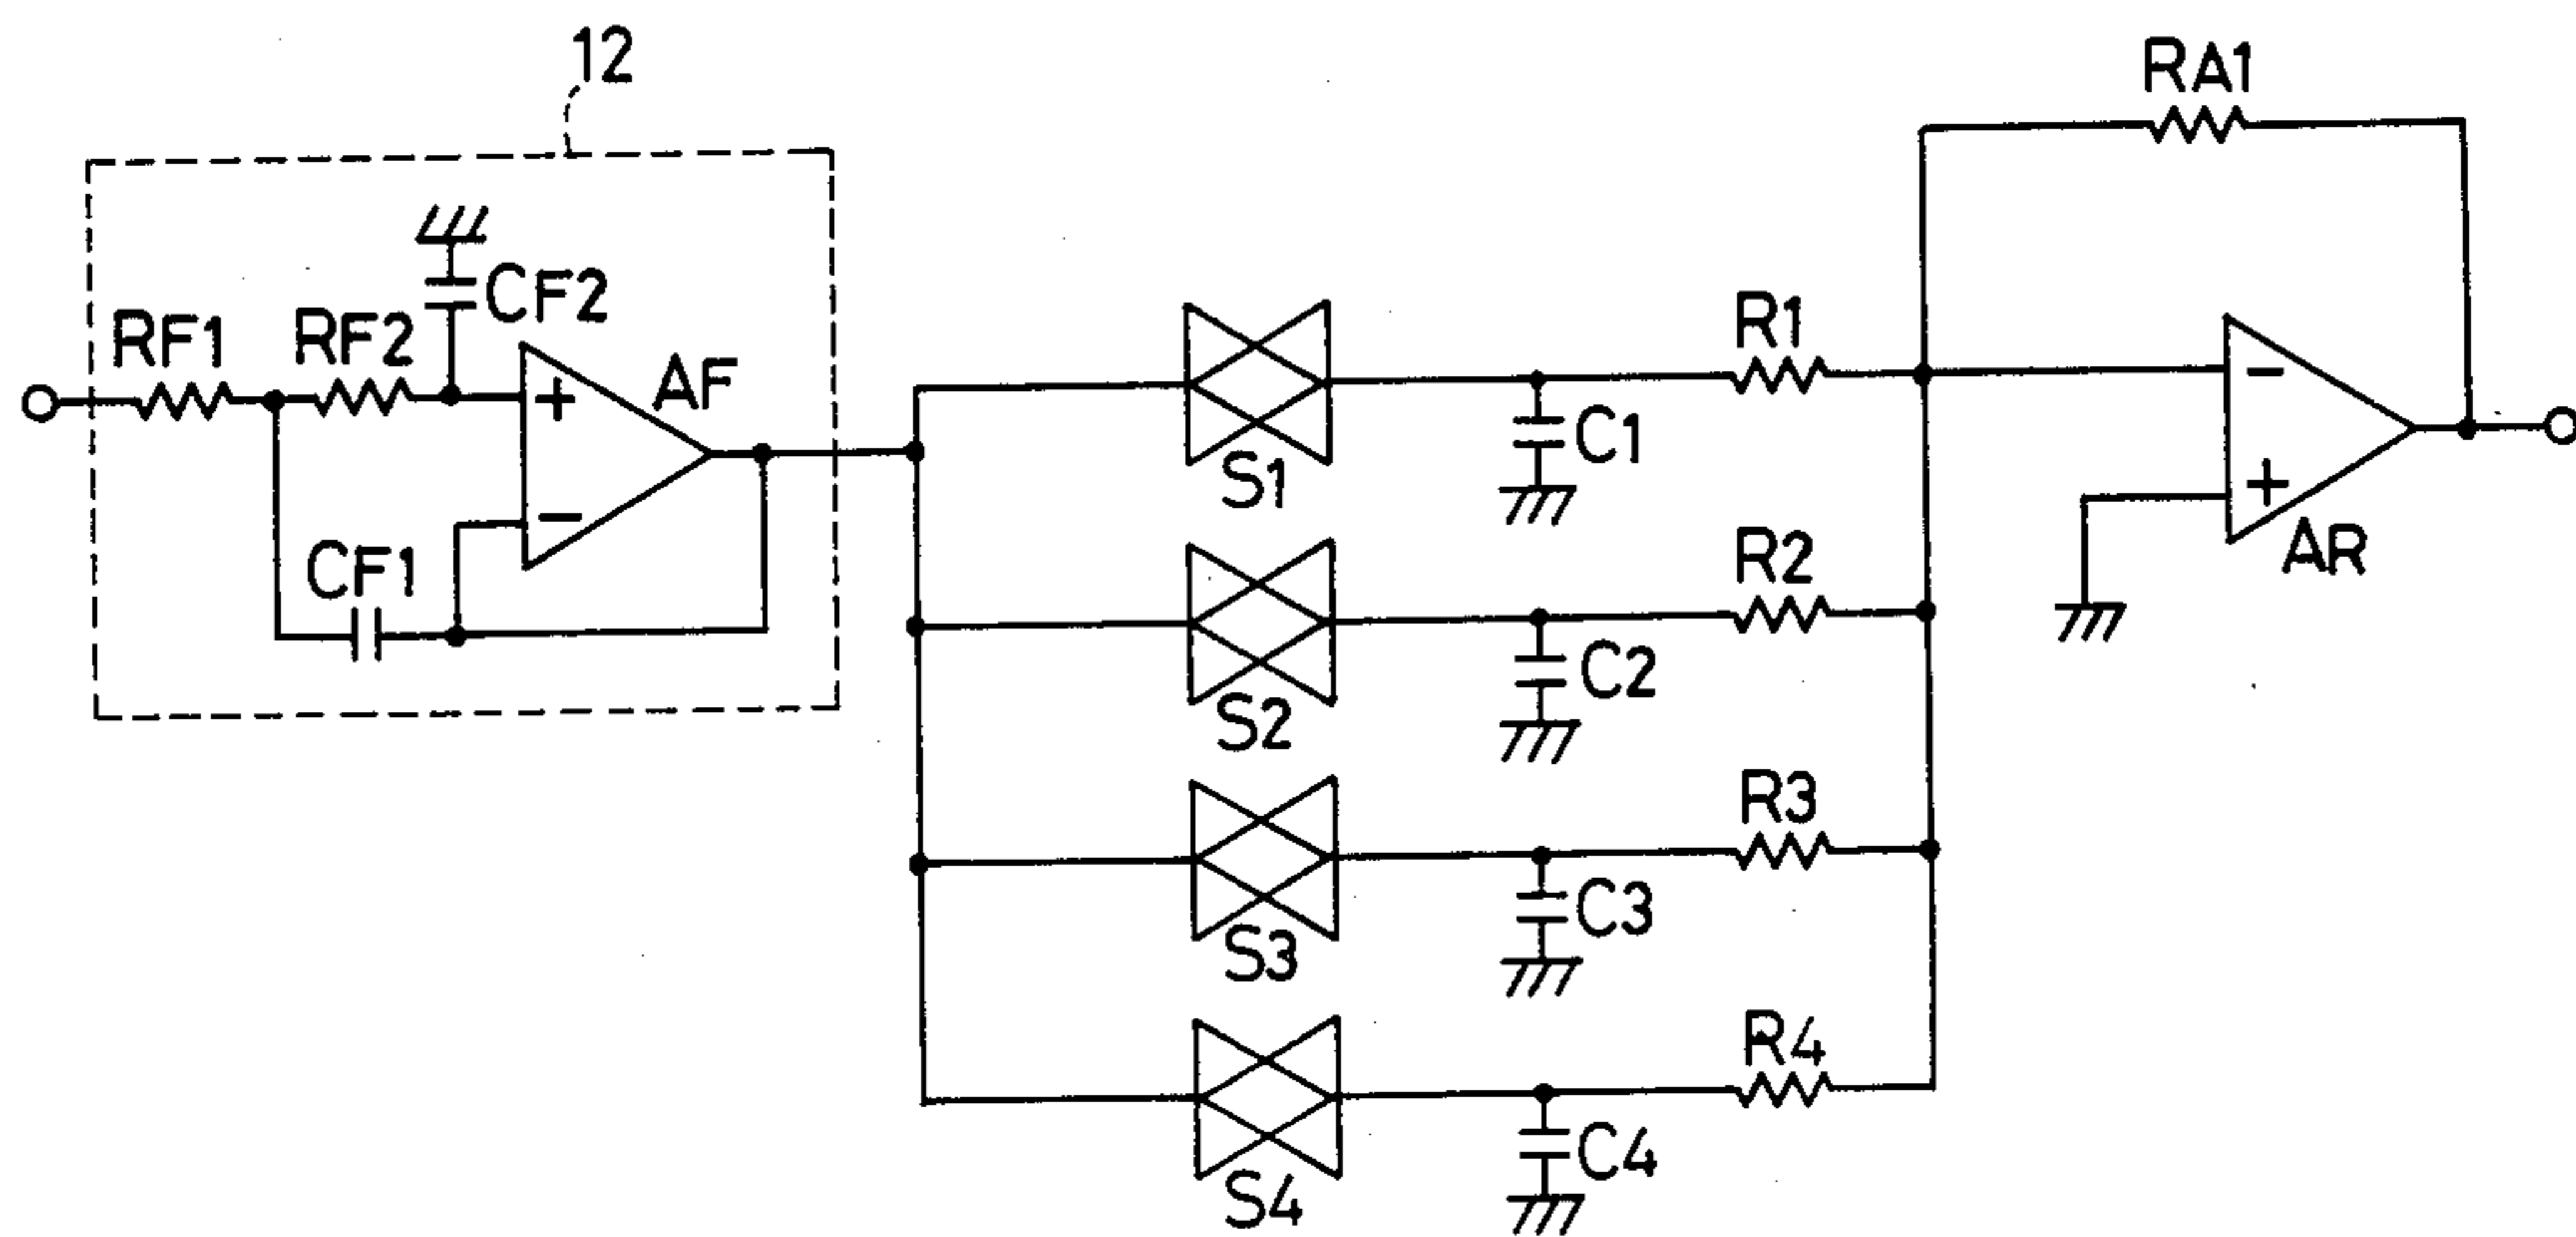 12
RA1
RF1
RF2
CF2
AF
+
−
CF1
S1
C1
R1
−
+
AR
S2
C2
R2
S3
C3
R3
S4
C4
R4